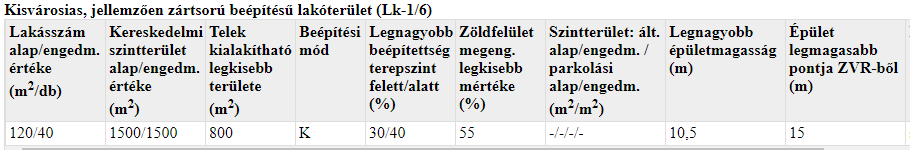 Kisvárosias, jellemzően zártsorú beépítésű lakóterület (Lk-1/6)
Lakásszám alap/engedm. értéke (m²/db)
Kereskedelmi szintterület alap/engedm. értéke (m²)
Telek kialakítható legkisebb területe (m²)
Beépítési mód
Legnagyobb beépítettség terepszint felett/alatt (%)
Zöldfelület megeng. legkisebb mértéke (%)
Szintterület: ált. alap/engedm. / parkolási alap/engedm. (m²/m²)
Legnagyobb épületmagasság (m)
Épület legmagasabb pontja ZVR-ből (m)
120/40 1500/1500 800 K 30/40 55 -/-/-/- 10,5 15